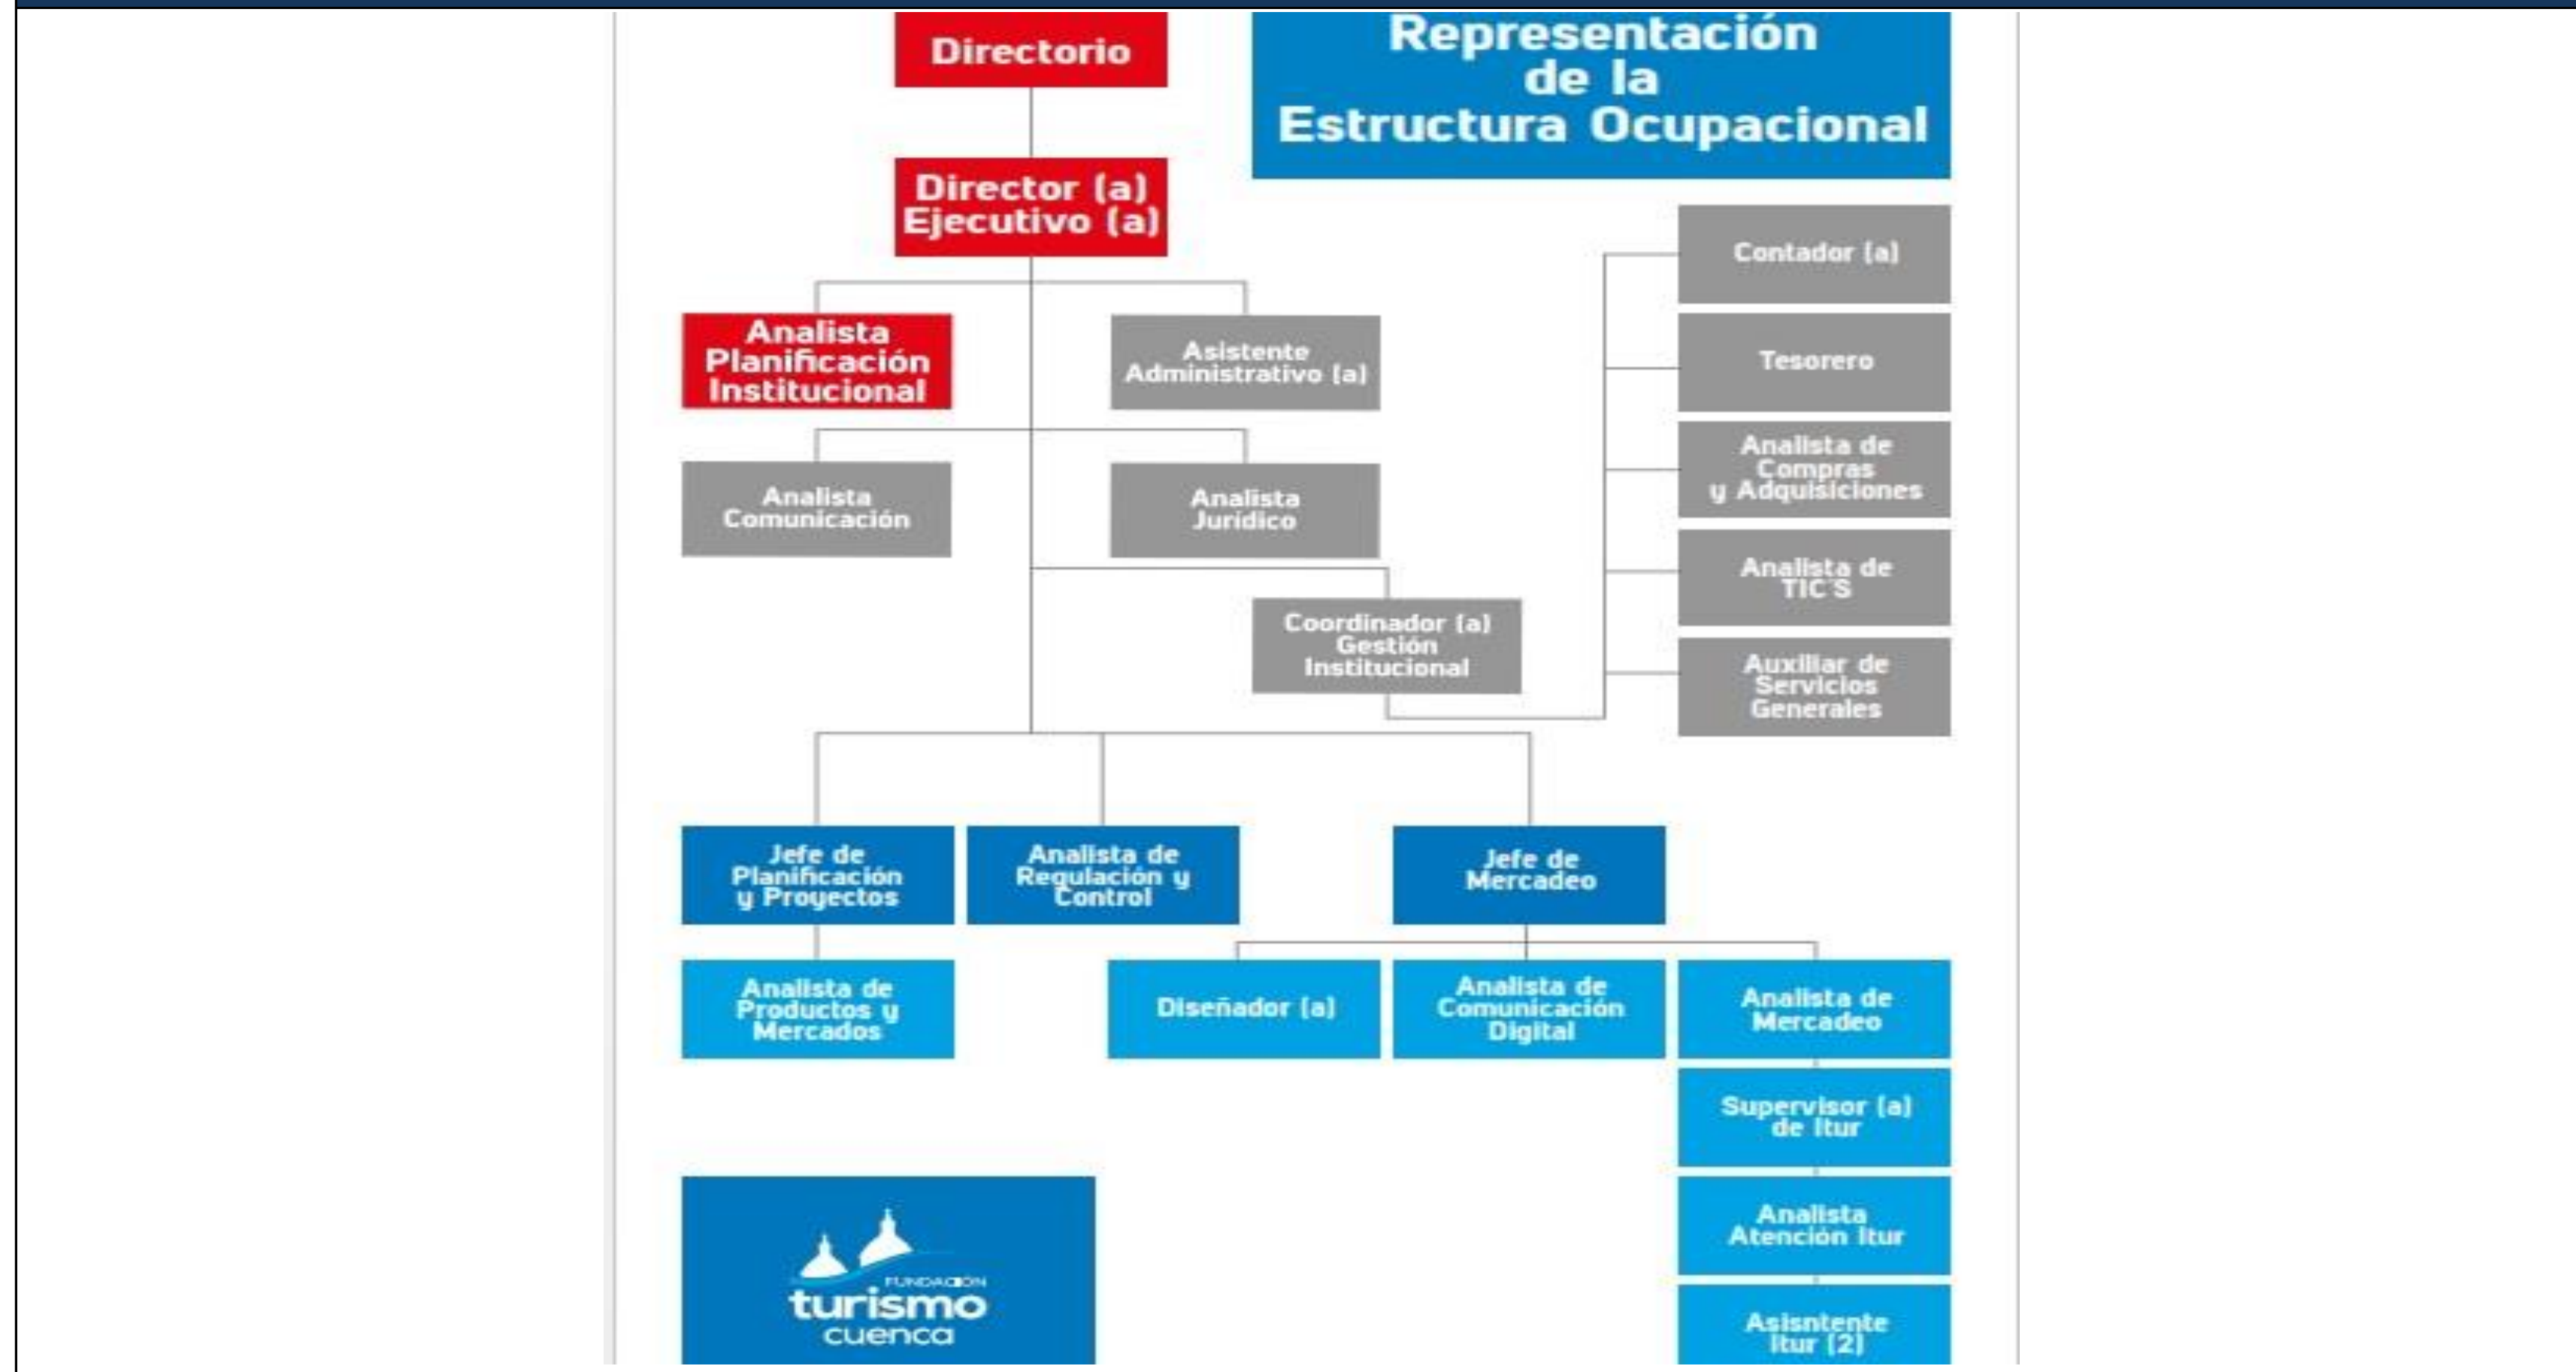 Directorio
Representación
de la
Estructura Ocupacional
Director (a)
Ejecutivo (a)
Contador (a)
Analista
Planificación
Institucional
Asistente
Administrativo (a)
Tesorero
Analista de
Compras
y Adquisiciones
Analista
Comunicación
Analista
Jurídico
Analista de
TIC'S
Coordinador (a)
Gestión
Institucional
Auxiliar de
Servicios
Generales
Jefe de
Planificación
y Proyectos
Analista de
Regulación y
Control
Jefe de
Mercadeo
Analista de
Productos y
Mercados
Diseñador (a)
Analista de
Comunicación
Digital
Analista de
Mercadeo
Supervisor (a)
de Itur
Analista
Atención Itur
Asisntente
Itur (2)
FUNDACIÓN
turismo
cuenca